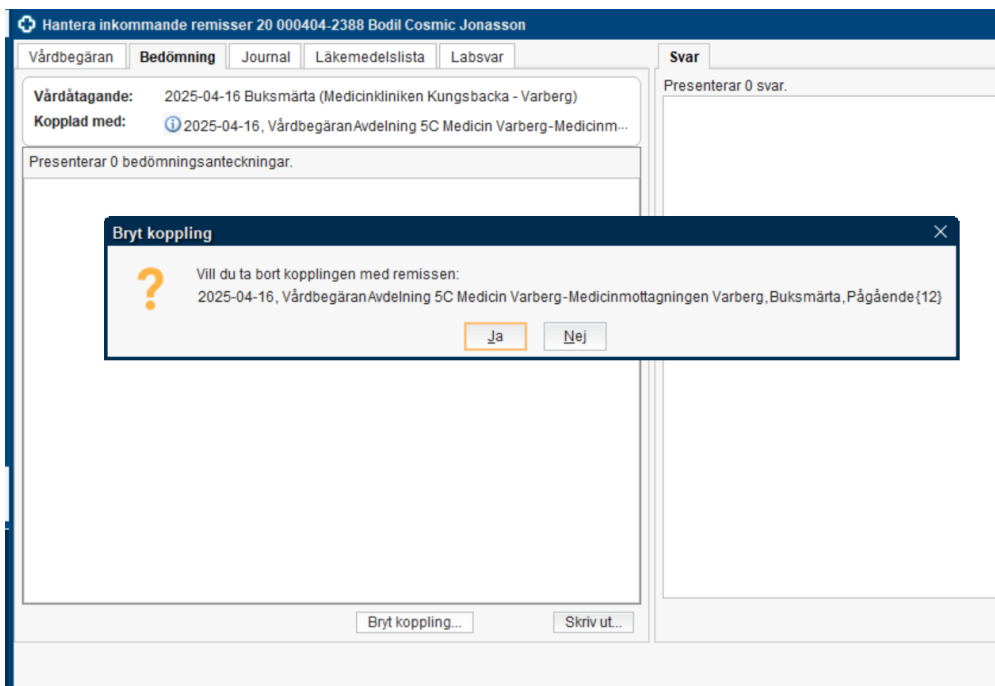 Hantera inkommande remisser 20 000404-2388 Bodil Cosmic Jonasson
Vårdbegäran Bedömning Journal Läkemedelslista Labsvar
Svar
Vårdåtagande: 2025-04-16 Buksmärta (Medicinkliniken Kungsbacka - Varberg)
Kopplad med: 2025-04-16, VårdbegäranAvdelning 5C Medicin Varberg-Medicinm...
Presenterar 0 svar.
Presenterar 0 bedömningsanteckningar.
Bryt koppling
Vill du ta bort kopplingen med remissen:
2025-04-16, VårdbegäranAvdelning 5C Medicin Varberg-Medicinmottagningen Varberg,Buksmärta,Pågående{12}
Ja Nej
Bryt koppling... Skriv ut...